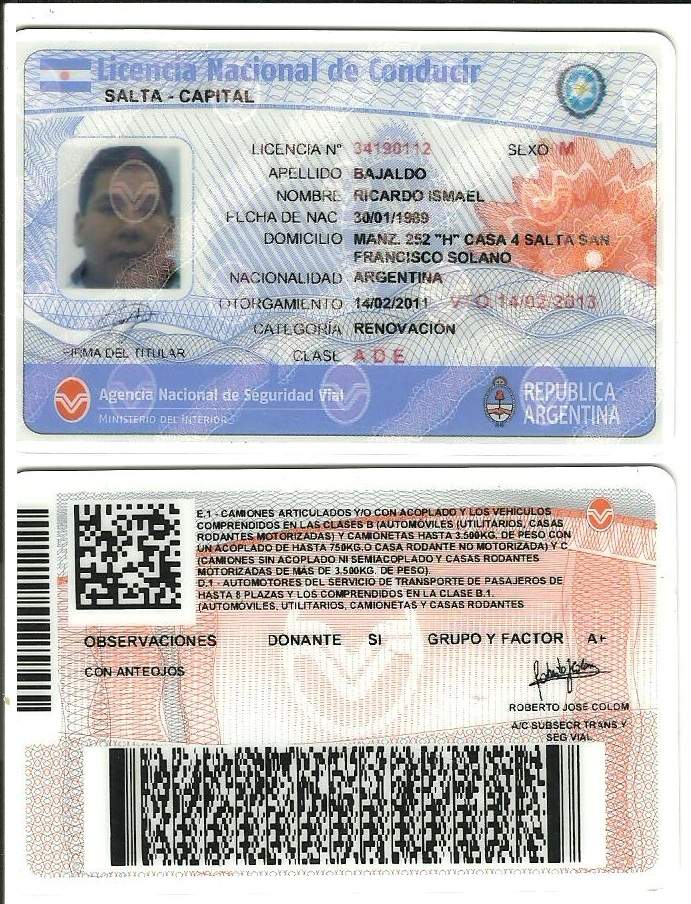 Licencia Nacional de Conducir
SALTA - CAPITAL
LICENCIA Nº 34190112 SEXO M
APELLIDO BAJALDO
NOMBRE RICARDO ISMAEL
FECHA DE NAC 30/01/1989
DOMICILIO MANZ. 252 "H" CASA 4 SALTA SAN
FRANCISCO SOLANO
NACIONALIDAD ARGENTINA
OTORGAMIENTO 14/02/2011 VTO 14/02/2013
CATEGORÍA RENOVACIÓN
FIRMA DEL TITULAR
CLASE A D E
Agencia Nacional de Seguridad Vial
MINISTERIO DEL INTERIOR
REPUBLICA
ARGENTINA
E.1 - CAMIONES ARTICULADOS Y/O CON ACOPLADO Y LOS VEHICULOS
COMPRENDIDOS EN LAS CLASES B (AUTOMÓVILES (UTILITARIOS, CASAS
RODANTES MOTORIZADAS) Y CAMIONETAS HASTA 3.500KG. DE PESO CON
UN ACOPLADO DE HASTA 750KG.O CASA RODANTE NO MOTORIZADA) Y C
(CAMIONES SIN ACOPLADO NI SEMIACOPLADO Y CASAS RODANTES
MOTORIZADAS DE MÁS DE 3.500KG. DE PESO).
D.1 - AUTOMOTORES DEL SERVICIO DE TRANSPORTE DE PASAJEROS DE
HASTA 8 PLAZAS Y LOS COMPRENDIDOS EN LA CLASE B.1.
(AUTOMÓVILES, UTILITARIOS, CAMIONETAS Y CASAS RODANTES
OBSERVACIONES DONANTE SI GRUPO Y FACTOR A+
CON ANTEOJOS
ROBERTO JOSE COLOM
A/C SUBSECR TRANS Y
SEG VIAL